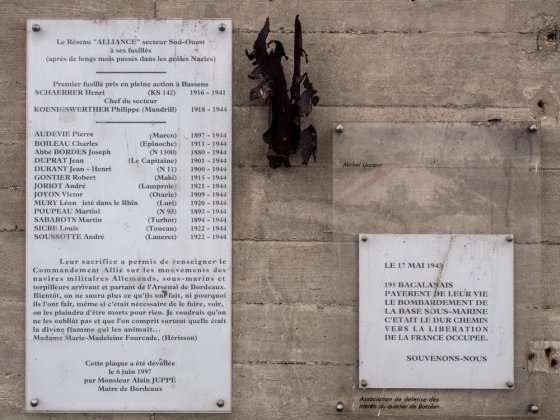 Le Réseau "ALLIANCE" secteur Sud-Ouest
à ses fusillés
(après de longs mois passés dans les geôles Nazies)
Premier fusillé pris en pleine action à Bassens
SCHAERRER Henri (KS 142) 1916 - 1941
Chef du secteur
KOENIGSWERTHER Philippe (Mandrill) 1918 - 1944
AUDEVIE Pierre (Marco) 1897 - 1944
BOILEAU Charles (Epinoche) 1911 - 1944
Abbé BORDES Joseph (N 1500) 1880 - 1944
DUPRAT Jean (Le Capitaine) 1901 - 1944
DURANT Jean - Henri (N 11) 1900 - 1944
GONTIER Robert (Maki) 1915 - 1944
JORIOT André (Lamproie) 1921 - 1944
JOYON Victor (Otarie) 1909 - 1944
MURY Léon jeté dans le Rhin (Luri) 1920 - 1944
POUPEAU Martial (N 93) 1893 - 1944
SABAROTS Martin (Turbot) 1894 - 1944
SICRE Louis (Toucan) 1922 - 1944
SOUSSOTTE André (Laneret) 1922 - 1944
Leur sacrifice a permis de renseigner le
Commandement Allié sur les mouvements des
navires militaires Allemands, sous-marins et
torpilleurs arrivant et partant de l'Arsenal de Bordeaux.
Bientôt, on ne saura plus ce qu'ils ont fait, ni pourquoi
ils l'ont fait, même si c'était nécessaire de le faire, voir,
on les plaindra d'être morts pour rien. Je voudrais qu'on
ne les oubliât pas et que l'on comprit surtout quelle était
la divine flamme qui les animait...
Madame Marie-Madeleine Fourcade, (Hérisson)
Cette plaque a été dévoilée
le 6 juin 1997
par Monsieur Alain JUPPÉ
Maire de Bordeaux
Michel Lecœur
LE 17 MAI 1943
195 BACALANAIS
PAYERENT DE LEUR VIE
LE BOMBARDEMENT DE
LA BASE SOUS-MARINE
C'ETAIT LE DUR CHEMIN
VERS LA LIBERATION
DE LA FRANCE OCCUPEE.
SOUVENONS-NOUS
Association de défense des
intérêts du quartier de Bacalan